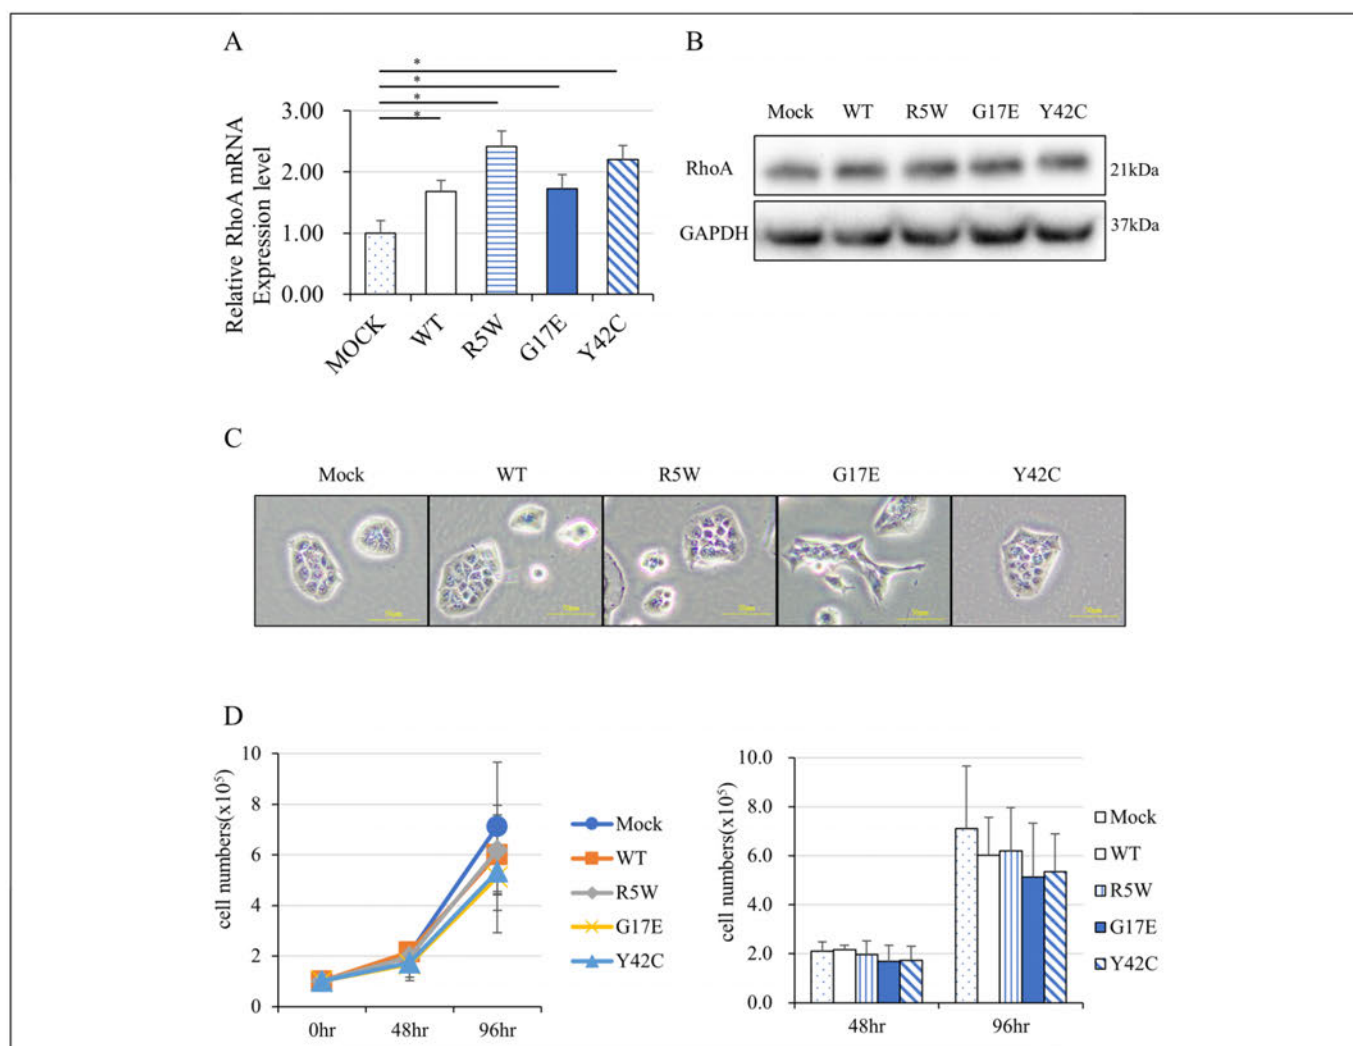 A
Relative RhoA mRNA
Expression level
*
*
*
*
3.00
2.00
1.00
0.00
MOCK
WT
R5W
G17E
Y42C
B
Mock WT R5W G17E Y42C
RhoA
21kDa
GAPDH
37kDa
C
Mock WT R5W G17E Y42C
D
cell numbers(x10⁵)
10
8
6
4
2
0
0hr 48hr 96hr
Mock
WT
R5W
G17E
Y42C
cell numbers(x10⁵)
10.0
8.0
6.0
4.0
2.0
0.0
48hr 96hr
Mock
WT
R5W
G17E
Y42C